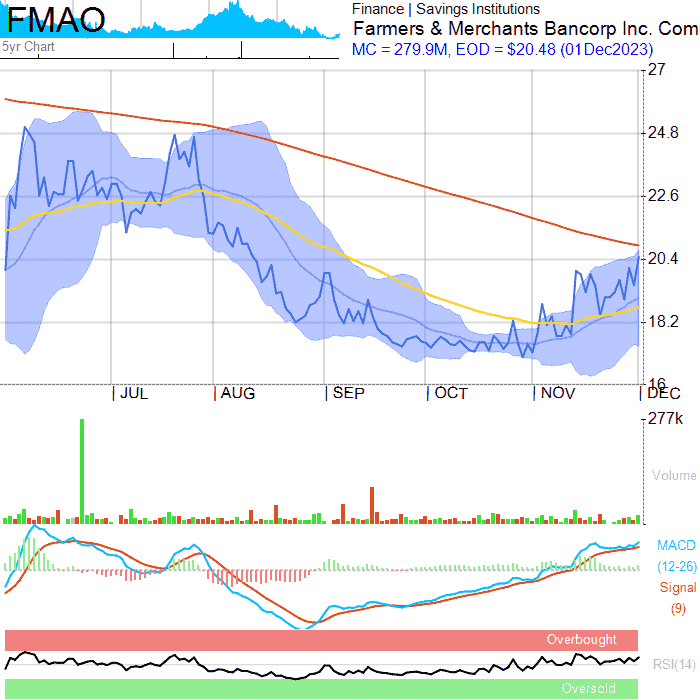 FMAO
Finance | Savings Institutions
5yr Chart
Farmers & Merchants Bancorp Inc. Com
MC = 279.9M, EOD = $20.48 (01Dec2023)
27
24.8
22.6
20.4
18.2
16
JUL AUG SEP OCT NOV DEC
277k
Volume
MACD
(12-26)
Signal
(9)
Overbought
RSI(14)
Oversold